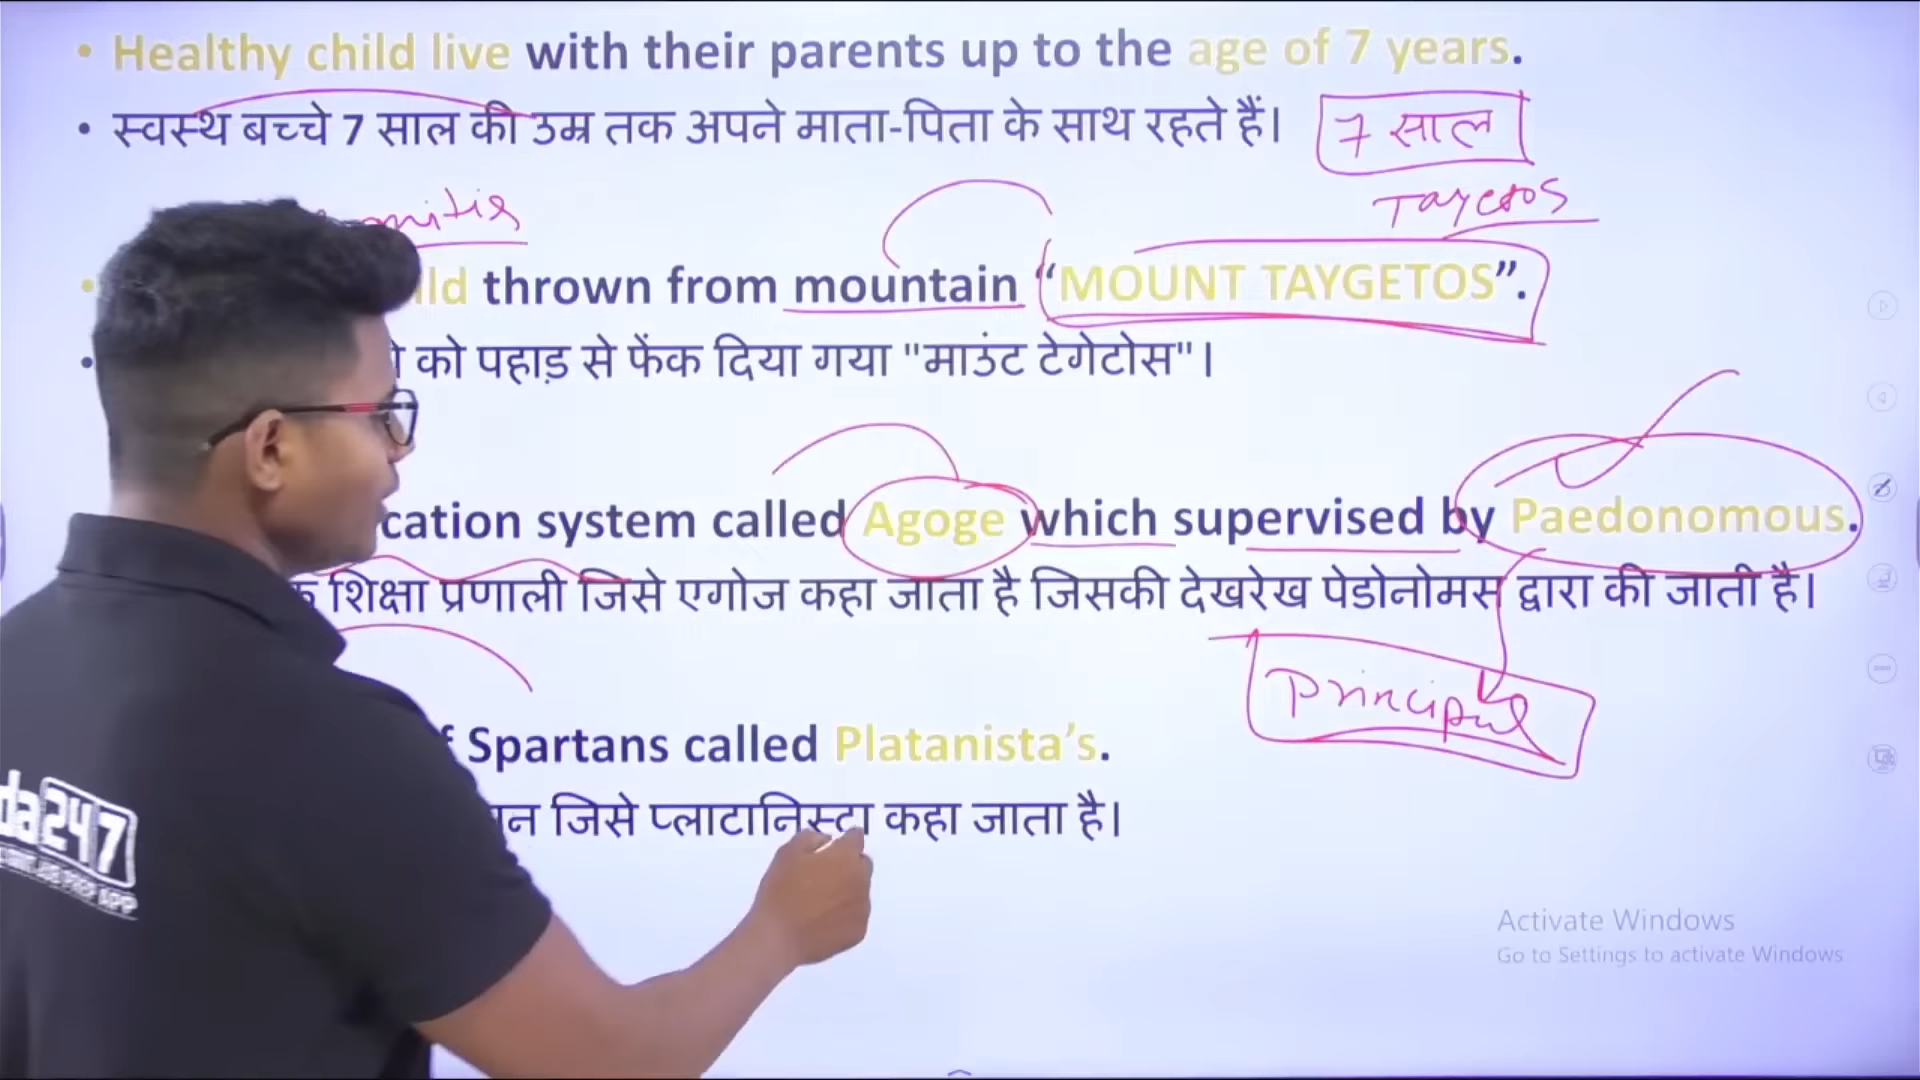 • Healthy child live with their parents up to the age of 7 years.
• स्वस्थ बच्चे 7 साल की उम्र तक अपने माता-पिता के साथ रहते हैं।
7 साल
Taycetos
thrown from mountain “MOUNT TAYGETOS”.
को पहाड़ से फेंक दिया गया "माउंट टेगेटोस"।
cation system called Agoge which supervised by Paedonomous.
शिक्षा प्रणाली जिसे एगोज कहा जाता है जिसकी देखरेख पेडोनोमस द्वारा की जाती है।
Principal
Spartans called Platanista’s.
जिसे प्लाटानिस्टा कहा जाता है।
da247
Activate Windows
Go to Settings to activate Windows